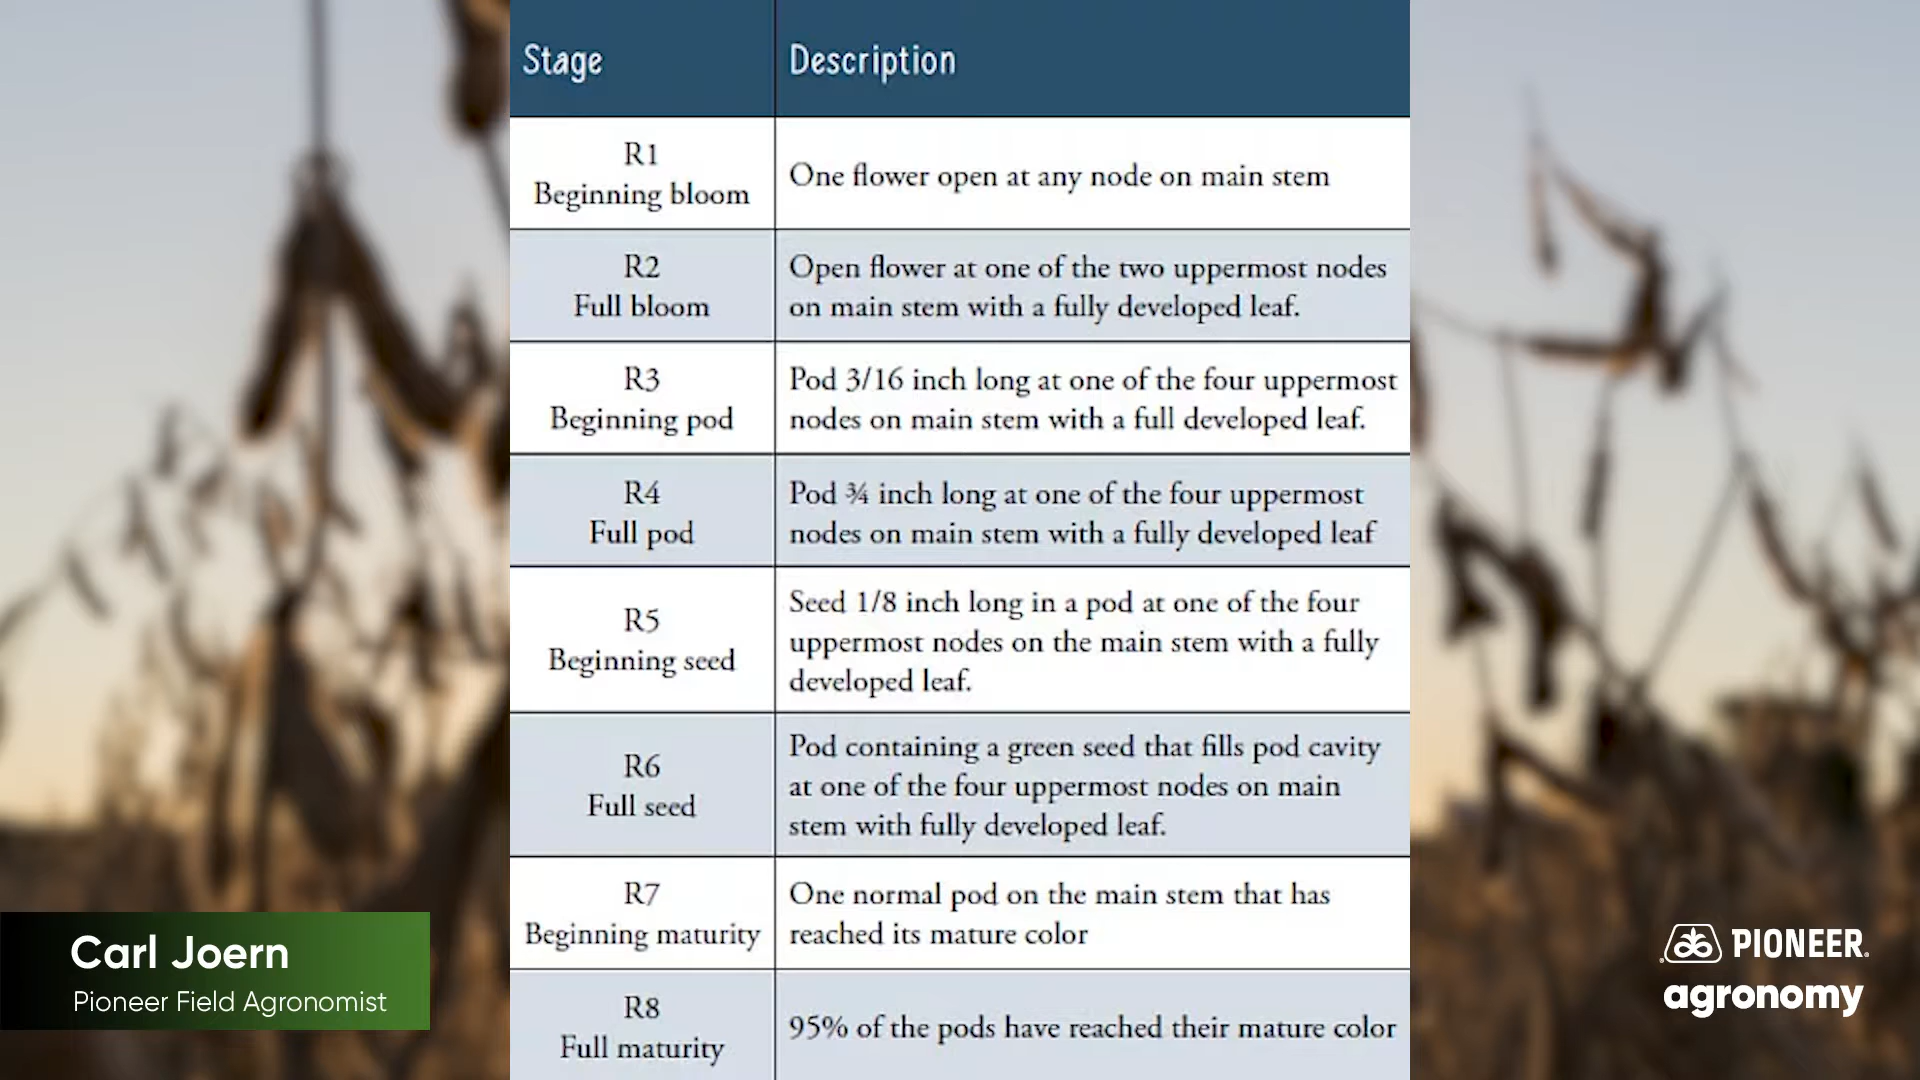 Stage
Description
R1
Beginning bloom
One flower open at any node on main stem
R2
Full bloom
Open flower at one of the two uppermost nodes
on main stem with a fully developed leaf.
R3
Beginning pod
Pod 3/16 inch long at one of the four uppermost
nodes on main stem with a full developed leaf.
R4
Full pod
Pod ¾ inch long at one of the four uppermost
nodes on main stem with a fully developed leaf
R5
Beginning seed
Seed 1/8 inch long in a pod at one of the four
uppermost nodes on the main stem with a fully
developed leaf.
R6
Full seed
Pod containing a green seed that fills pod cavity
at one of the four uppermost nodes on main
stem with fully developed leaf.
R7
Beginning maturity
One normal pod on the main stem that has
reached its mature color
R8
Full maturity
95% of the pods have reached their mature color
Carl Joern
Pioneer Field Agronomist
PIONEER.
agronomy